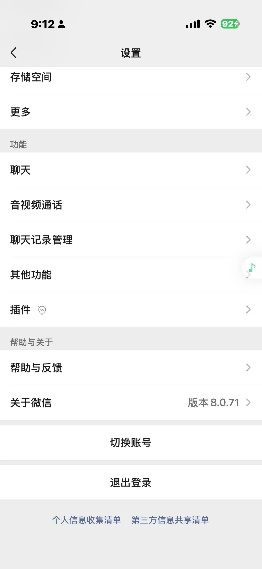 9:12
92
设置
存储空间
更多
功能
聊天
音视频通话
聊天记录管理
其他功能
插件
帮助与关于
帮助与反馈
关于微信 版本 8.0.71
切换账号
退出登录
个人信息收集清单 第三方信息共享清单